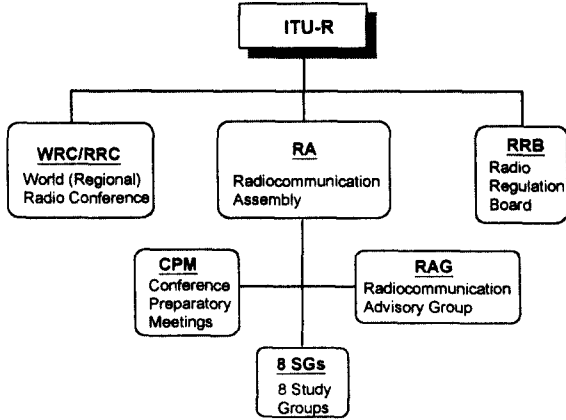 ITU-R
WRC/RRC
World (Regional)
Radio Conference
RA
Radiocommunication
Assembly
RRB
Radio
Regulation
Board
CPM
Conference
Preparatory
Meetings
RAG
Radiocommunication
Advisory Group
8 SGs
8 Study
Groups